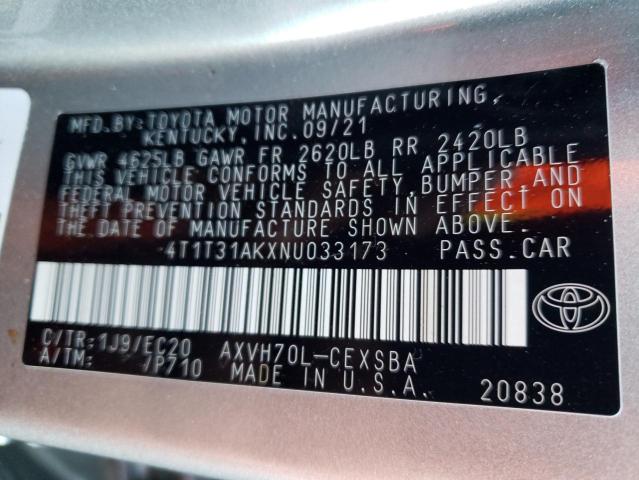 MFD.BY:TOYOTA MOTOR MANUFACTURING,
KENTUCKY,INC.09/21
GVWR 4625LB GAWR FR 2620LB RR 2420LB
THIS VEHICLE CONFORMS TO ALL APPLICABLE
FEDERAL MOTOR VEHICLE SAFETY,BUMPER,AND
THEFT PREVENTION STANDARDS IN EFFECT ON
THE DATE OF MANUFACTURE SHOWN ABOVE.
4T1T31AKXNU033173 PASS.CAR
C/TR:1J9/EC20 AXVH70L-CEXSBA
A/TM: /P710 MADE IN U.S.A. 20838